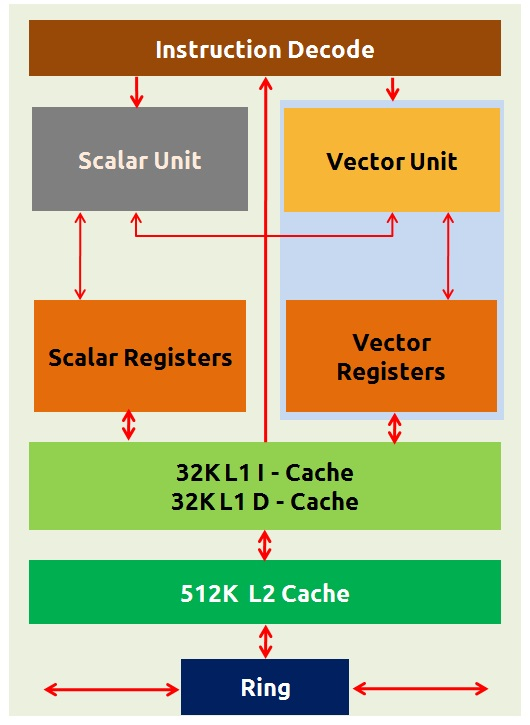 Instruction Decode
Scalar Unit
Vector Unit
Scalar Registers
Vector
Registers
32K L1 I - Cache
32K L1 D - Cache
512K L2 Cache
Ring